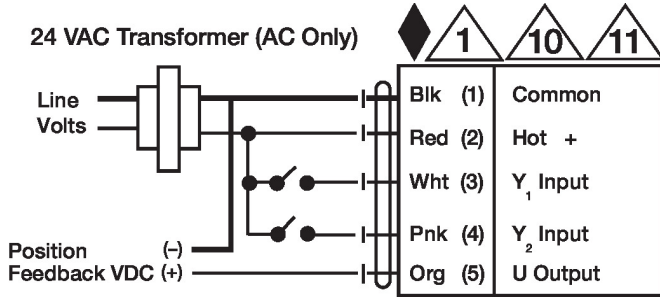 24 VAC Transformer (AC Only)
1 10 11
Line
Volts
Blk (1) Common
Red (2) Hot +
Wht (3) Y1 Input
Pnk (4) Y2 Input
Position (–)
Feedback VDC (+)
Org (5) U Output